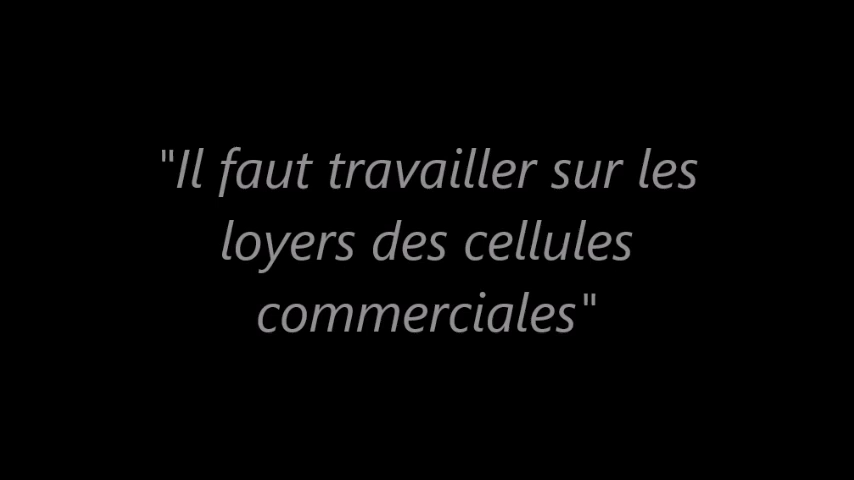 "Il faut travailler sur les
loyers des cellules
commerciales"